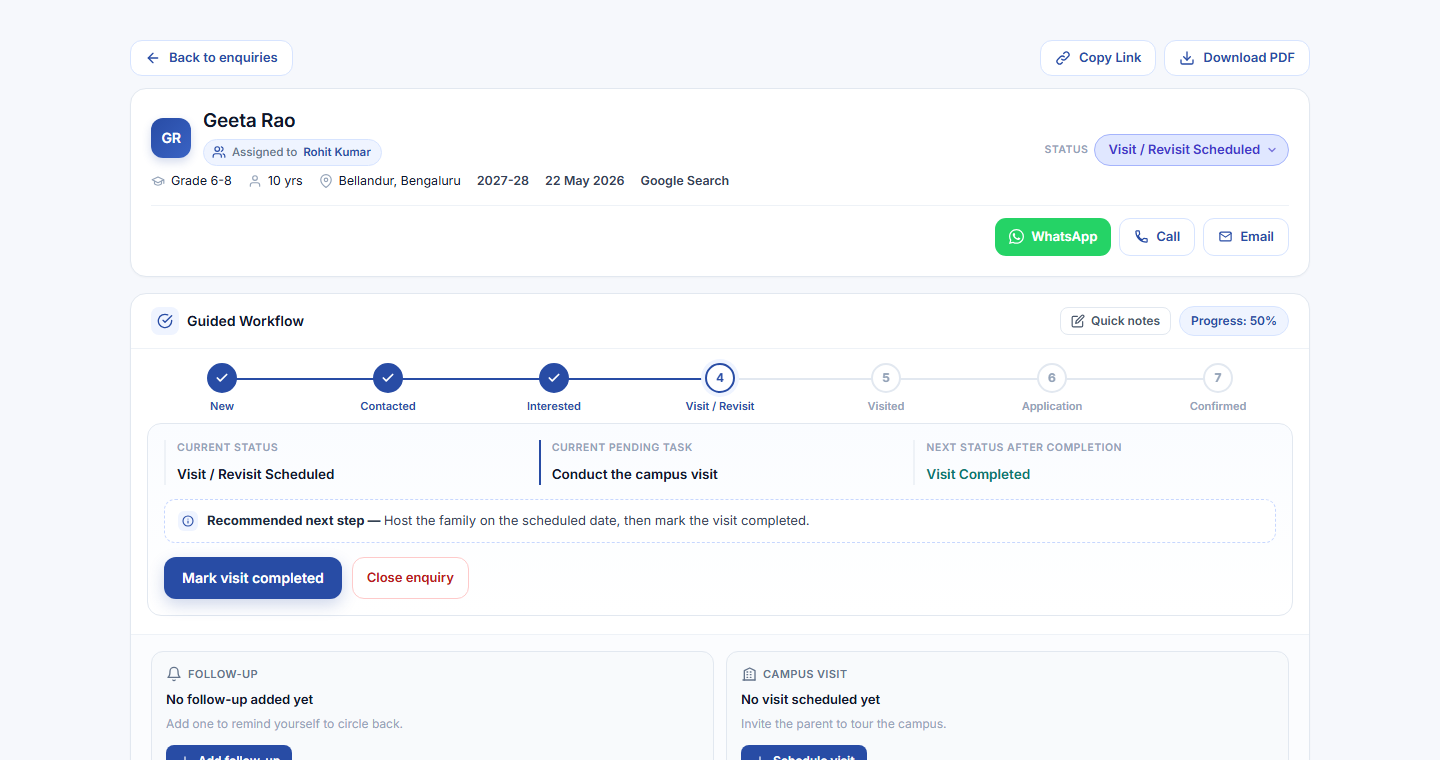 Back to enquiries
Copy Link
Download PDF
GR
Geeta Rao
Assigned to Rohit Kumar
STATUS
Visit / Revisit Scheduled
Grade 6-8
10 yrs
Bellandur, Bengaluru
2027-28
22 May 2026
Google Search
WhatsApp
Call
Email
Guided Workflow
Quick notes
Progress: 50%
4
5
6
7
New
Contacted
Interested
Visit / Revisit
Visited
Application
Confirmed
CURRENT STATUS
Visit / Revisit Scheduled
CURRENT PENDING TASK
Conduct the campus visit
NEXT STATUS AFTER COMPLETION
Visit Completed
Recommended next step — Host the family on the scheduled date, then mark the visit completed.
Mark visit completed
Close enquiry
FOLLOW-UP
No follow-up added yet
Add one to remind yourself to circle back.
Add follow-up
CAMPUS VISIT
No visit scheduled yet
Invite the parent to tour the campus.
Schedule visit